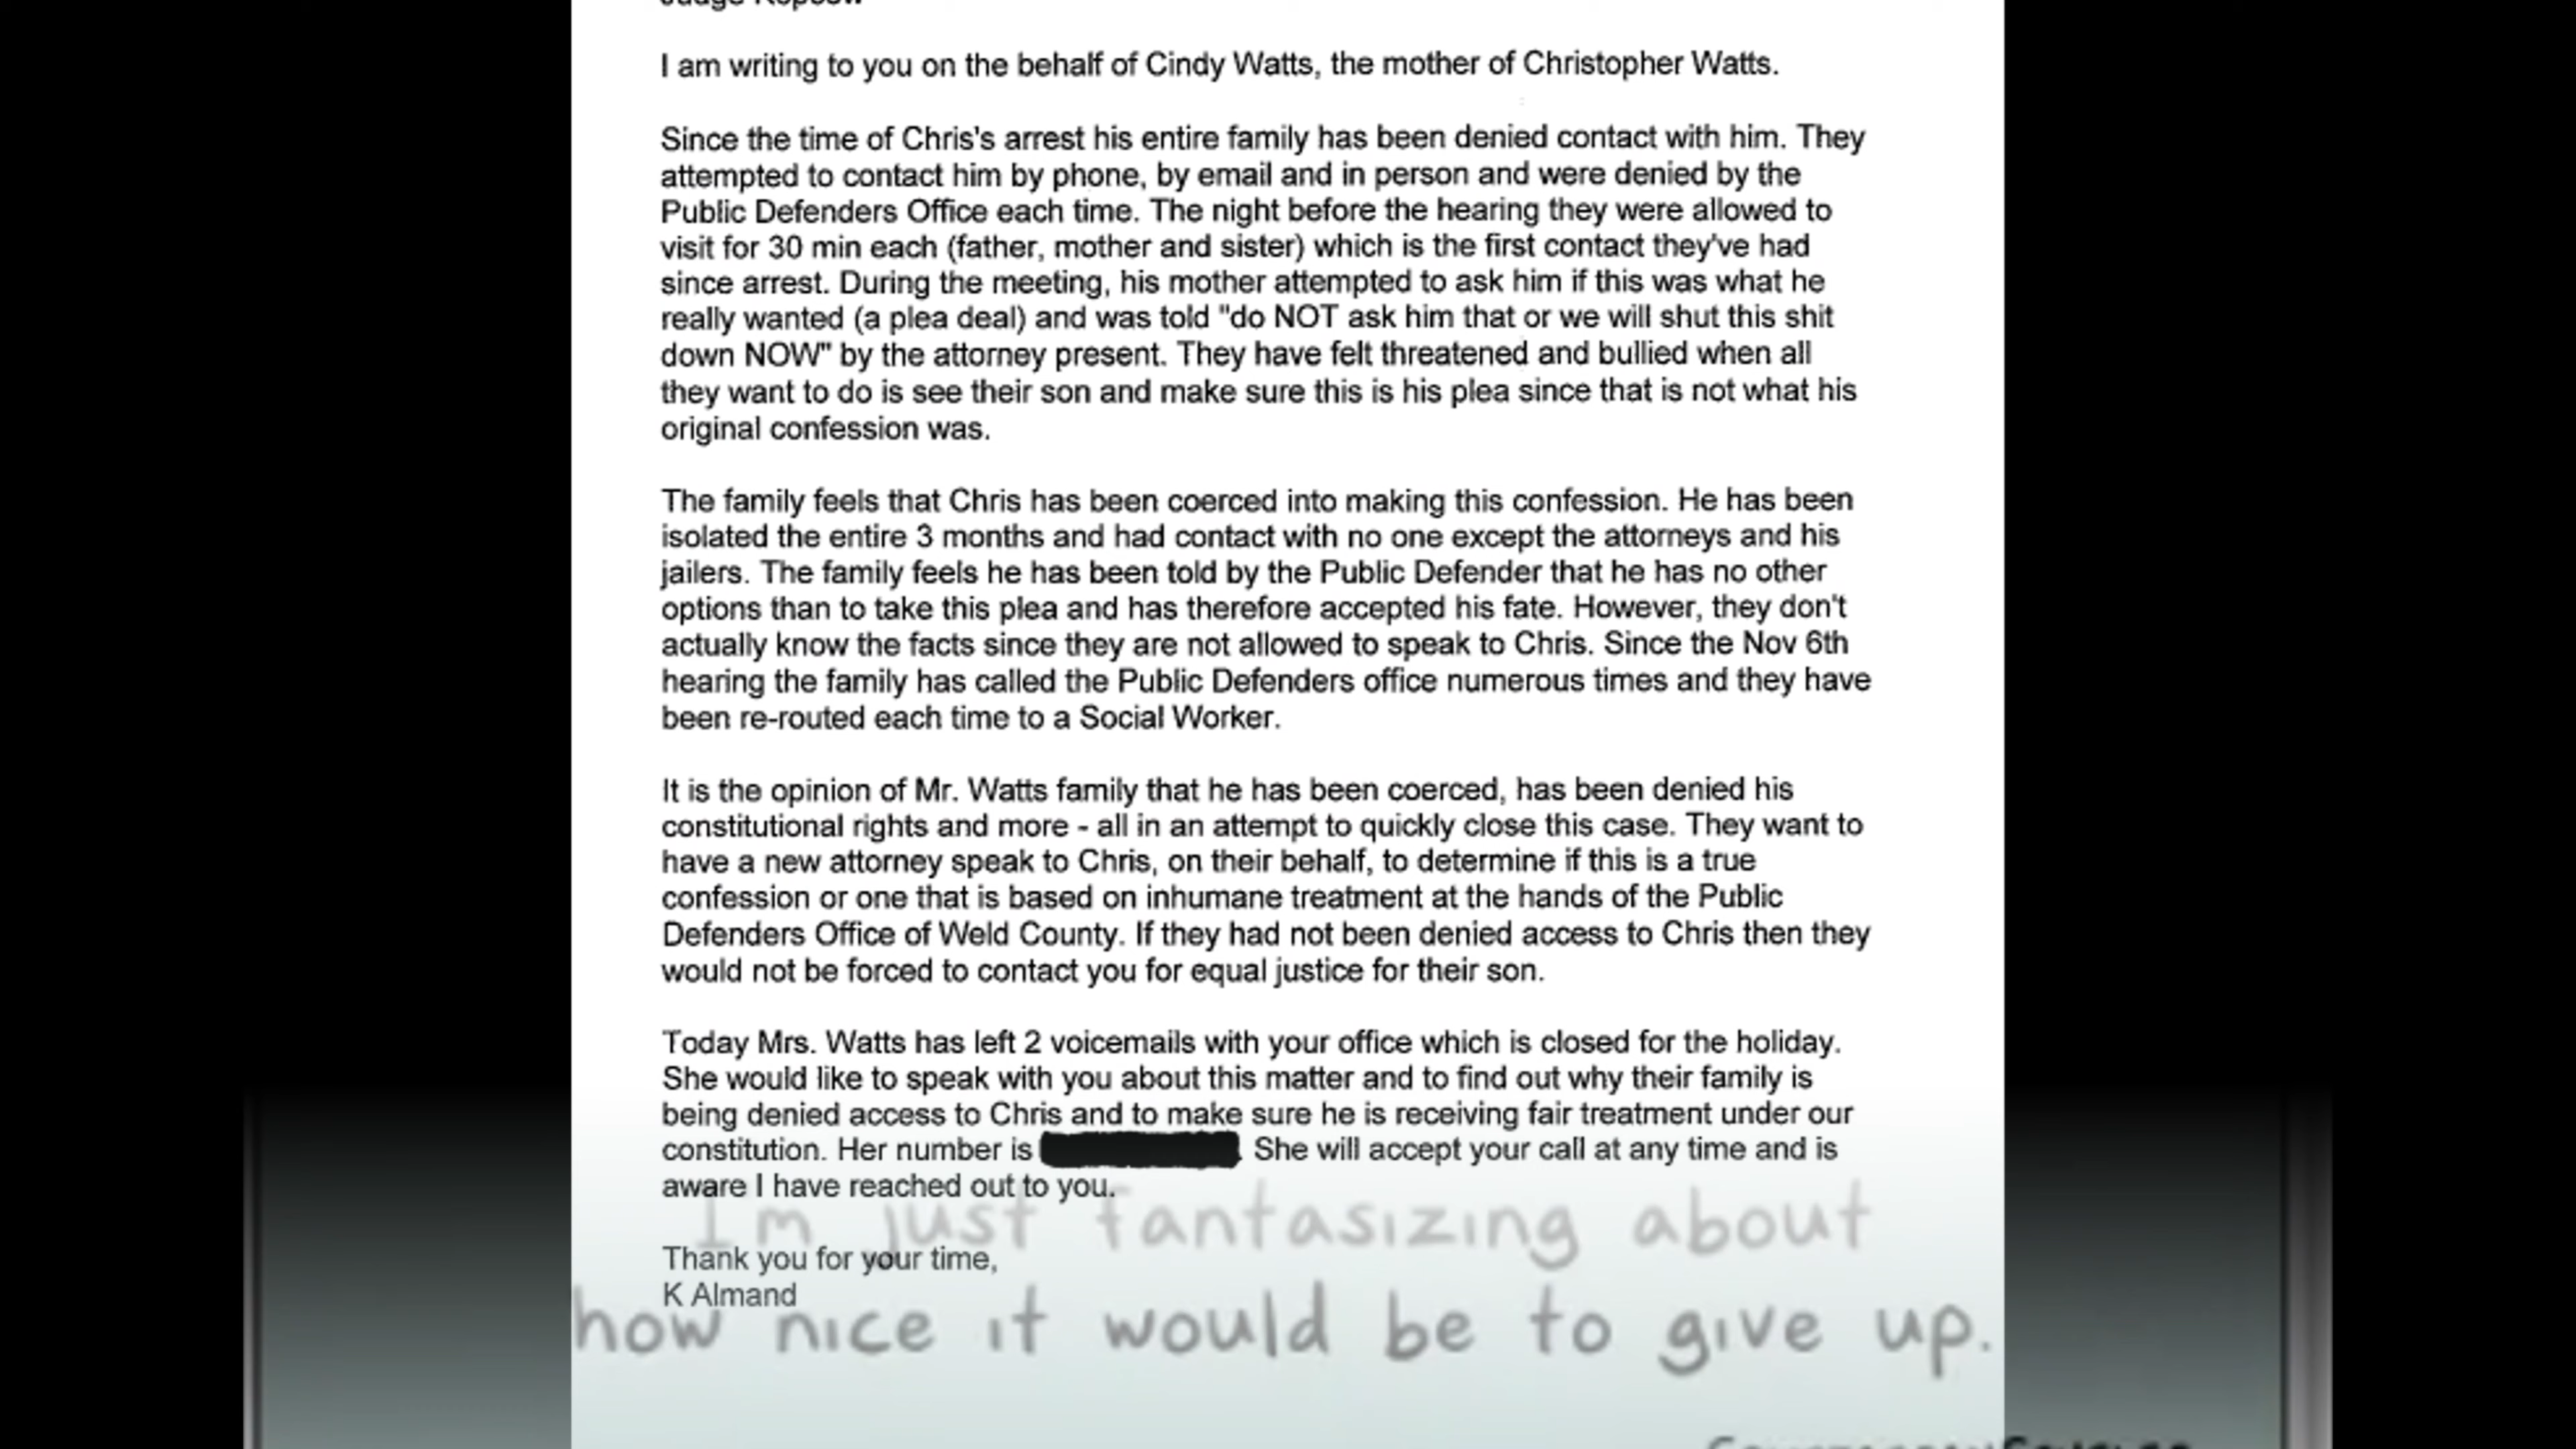 I am writing to you on the behalf of Cindy Watts, the mother of Christopher Watts.
Since the time of Chris's arrest his entire family has been denied contact with him. They
attempted to contact him by phone, by email and in person and were denied by the
Public Defenders Office each time. The night before the hearing they were allowed to
visit for 30 min each (father, mother and sister) which is the first contact they've had
since arrest. During the meeting, his mother attempted to ask him if this was what he
really wanted (a plea deal) and was told "do NOT ask him that or we will shut this shit
down NOW" by the attorney present. They have felt threatened and bullied when all
they want to do is see their son and make sure this is his plea since that is not what his
original confession was.
The family feels that Chris has been coerced into making this confession. He has been
isolated the entire 3 months and had contact with no one except the attorneys and his
jailers. The family feels he has been told by the Public Defender that he has no other
options than to take this plea and has therefore accepted his fate. However, they don't
actually know the facts since they are not allowed to speak to Chris. Since the Nov 6th
hearing the family has called the Public Defenders office numerous times and they have
been re-routed each time to a Social Worker.
It is the opinion of Mr. Watts family that he has been coerced, has been denied his
constitutional rights and more - all in an attempt to quickly close this case. They want to
have a new attorney speak to Chris, on their behalf, to determine if this is a true
confession or one that is based on inhumane treatment at the hands of the Public
Defenders Office of Weld County. If they had not been denied access to Chris then they
would not be forced to contact you for equal justice for their son.
Today Mrs. Watts has left 2 voicemails with your office which is closed for the holiday.
She would like to speak with you about this matter and to find out why their family is
being denied access to Chris and to make sure he is receiving fair treatment under our
constitution. Her number is . She will accept your call at any time and is
aware I have reached out to you.
I'm just fantasizing about
Thank you for your time,
K Almand
how nice it would be to give up.